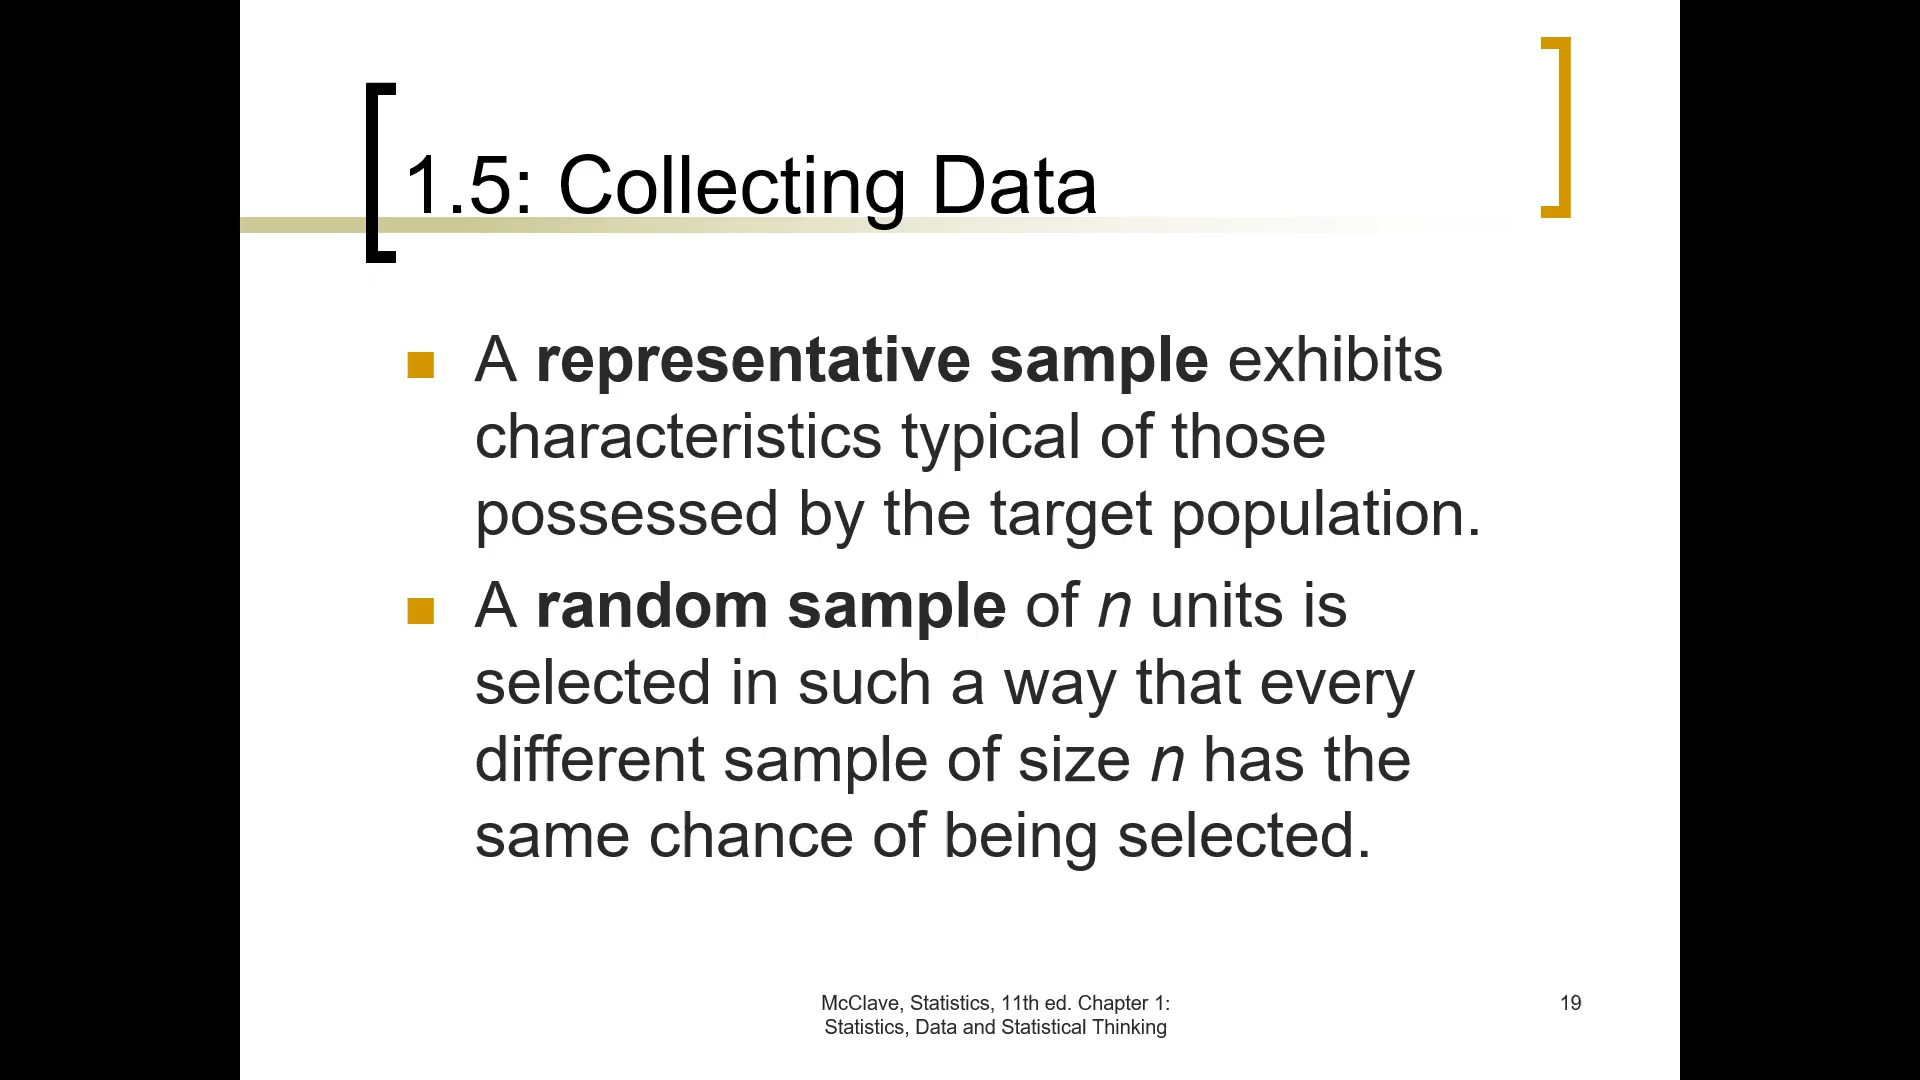 1.5: Collecting Data
A representative sample exhibits
characteristics typical of those
possessed by the target population.
A random sample of n units is
selected in such a way that every
different sample of size n has the
same chance of being selected.
McClave, Statistics, 11th ed. Chapter 1:
Statistics, Data and Statistical Thinking
19